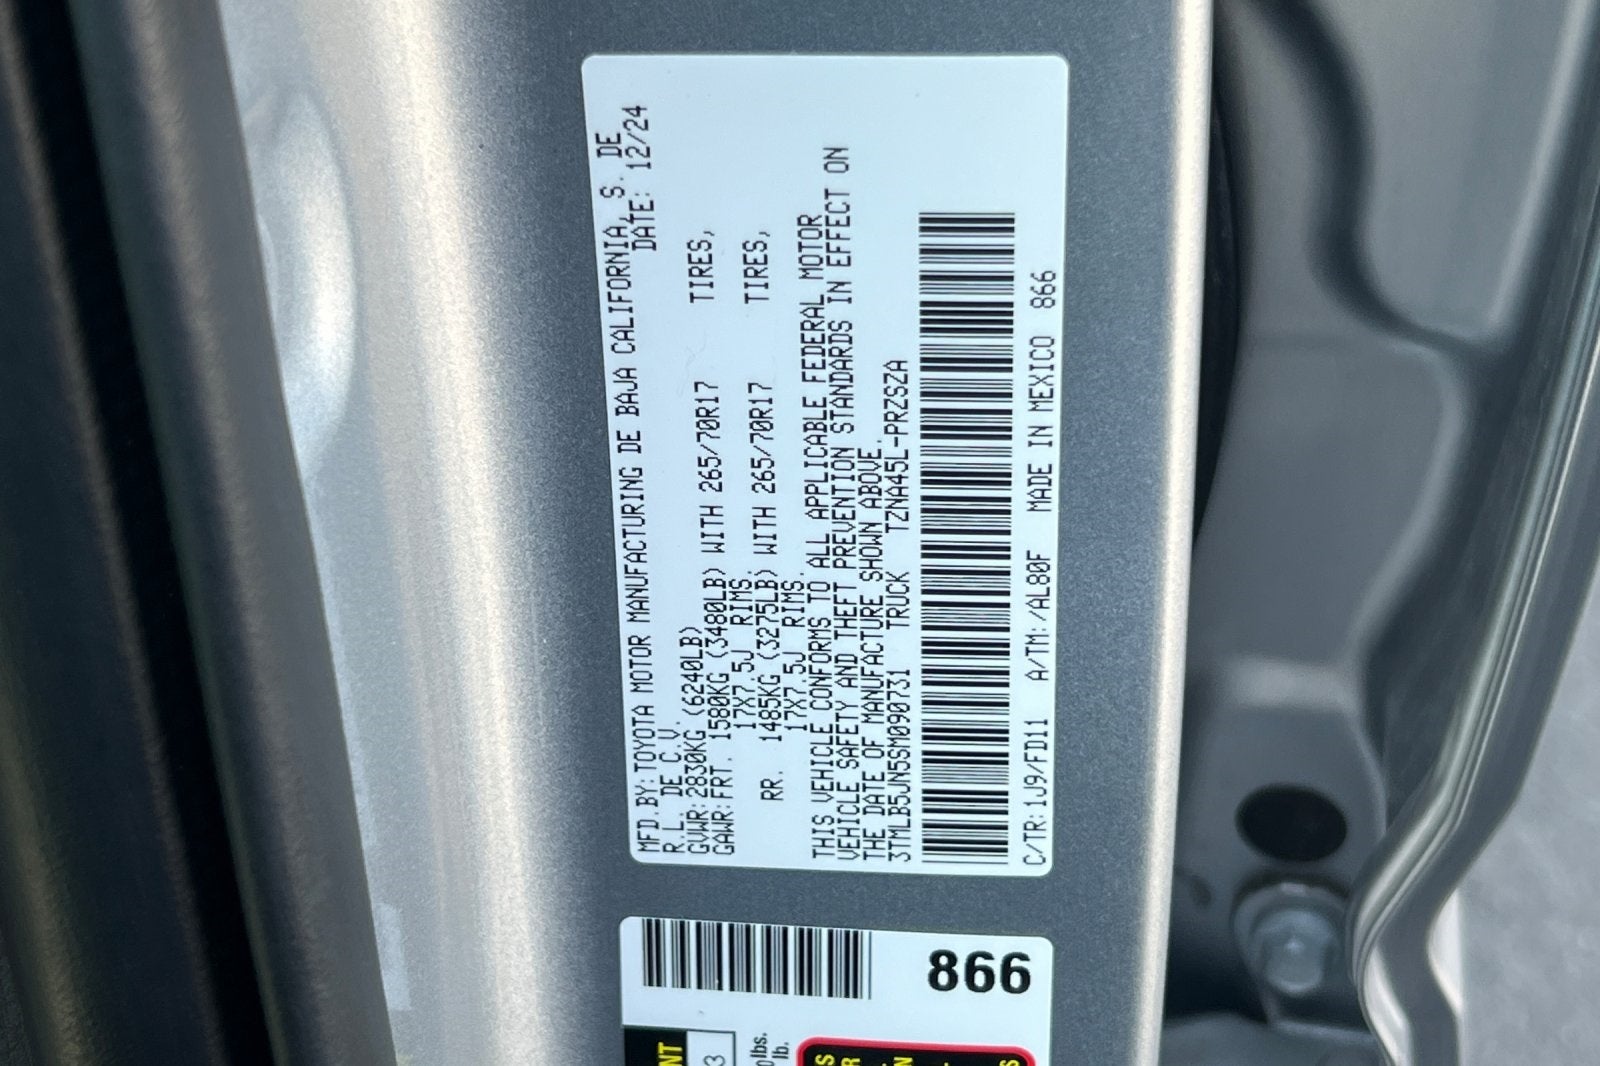 MFD.BY:TOYOTA MOTOR MANUFACTURING DE BAJA CALIFORNIA, S. DE
R.L. DE C.V. DATE: 12/24
GVWR:2830KG (6240LB)
GAWR:FRT. 1580KG (3480LB) WITH 265/70R17 TIRES,
17X7.5J RIMS.
RR. 1485KG (3275LB) WITH 265/70R17 TIRES,
17X7.5J RIMS.
THIS VEHICLE CONFORMS TO ALL APPLICABLE FEDERAL MOTOR
VEHICLE SAFETY AND THEFT PREVENTION STANDARDS IN EFFECT ON
THE DATE OF MANUFACTURE SHOWN ABOVE.
3TMLB5JN5SM090731 TRUCK TZNA45L-PRZSZA
C/TR:1J9/FD11 A/TM:/AL80F MADE IN MEXICO 866
866
3
lbs.
lb.